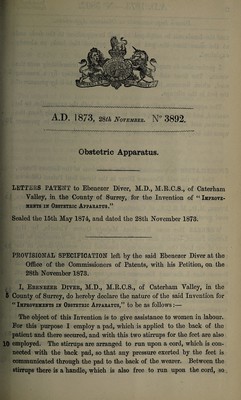 A.D. 1873, 28th November. No 3892.
Obstetric Apparatus.
LETTERS PATENT to Ebenezer Diver, M.D., M.R.C.S., of Caterham
Valley, in the County of Surrey, for the Invention of "Improve-
ments in Obstetric Apparatus."
Sealed the 15th May 1874, and dated the 28th November 1873.
PROVISIONAL SPECIFICATION left by the said Ebenezer Diver at the
Office of the Commissioners of Patents, with his Petition, on the
28th November 1873.
I, Ebenezer Diver, M.D., M.R.C.S., of Caterham Valley, in the
5 County of Surrey, do hereby declare the nature of the said Invention for
"Improvements in Obstetric Apparatus," to be as follows:—
The object of this Invention is to give assistance to women in labour.
For this purpose I employ a pad, which is applied to the back of the
patient and there secured, and with this two stirrups for the feet are also
10 employed. The stirrups are arranged to run upon a cord, which is con-
nected with the back pad, so that any pressure exerted by the feet is
communicated through the pad to the back of the wearer. Between the
stirrups there is a handle, which is also free to run upon the cord, so